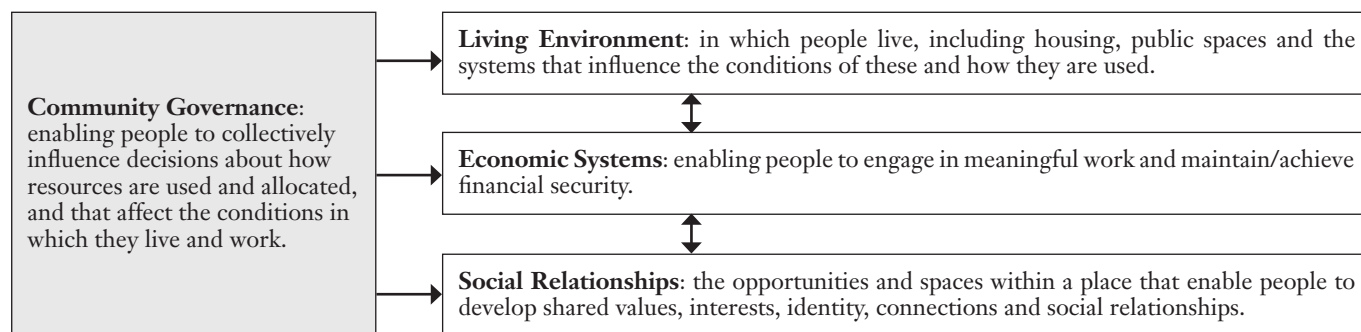 Community Governance:
enabling people to collectively
influence decisions about how
resources are used and allocated,
and that affect the conditions in
which they live and work.
Living Environment: in which people live, including housing, public spaces and the
systems that influence the conditions of these and how they are used.
Economic Systems: enabling people to engage in meaningful work and maintain/achieve
financial security.
Social Relationships: the opportunities and spaces within a place that enable people to
develop shared values, interests, identity, connections and social relationships.